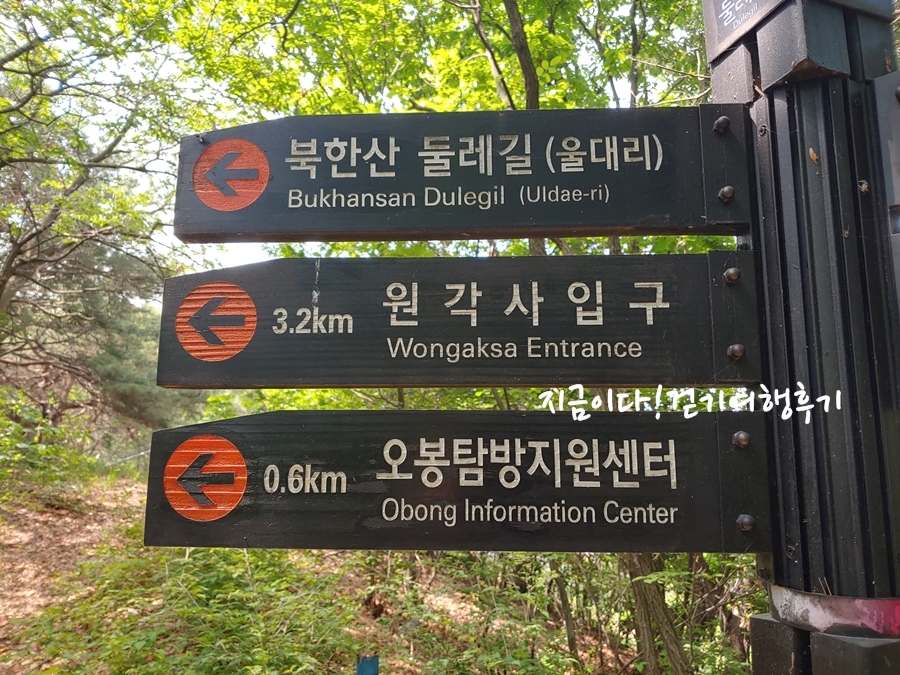 북한산 둘레길 (울대리)
Bukhansan Dulegil (Uldae-ri)
3.2km 원각사입구
Wongaksa Entrance
지금이다! 걷기여행후기
0.6km 오봉탐방지원센터
Obong Information Center